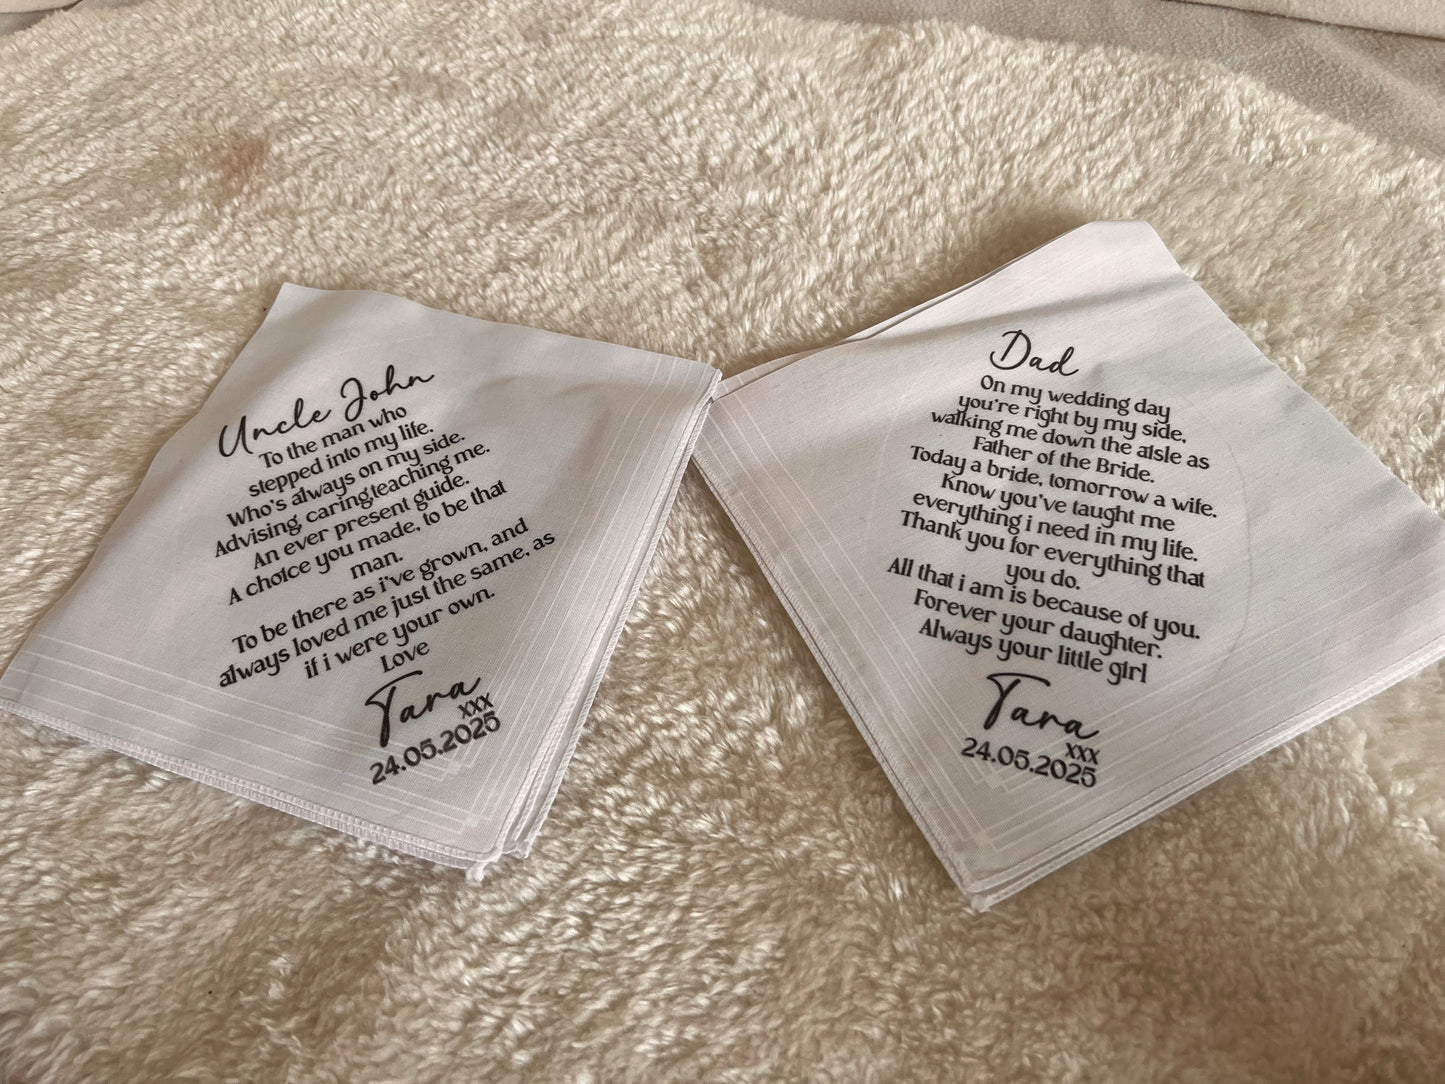 Uncle John
To the man who
stepped into my life.
Who's always on my side.
Advising, caring,teaching me.
An ever present guide.
A choice you made, to be that
man.
To be there as i've grown, and
always loved me just the same, as
if i were your own.
Love
Tara
xxx
24.05.2025
Dad
On my wedding day
you're right by my side,
walking me down the aisle as
Father of the Bride.
Today a bride, tomorrow a wife.
Know you've taught me
everything i need in my life.
Thank you for everything that
you do.
All that i am is because of you.
Forever your daughter.
Always your little girl
Tara
xxx
24.05.2025